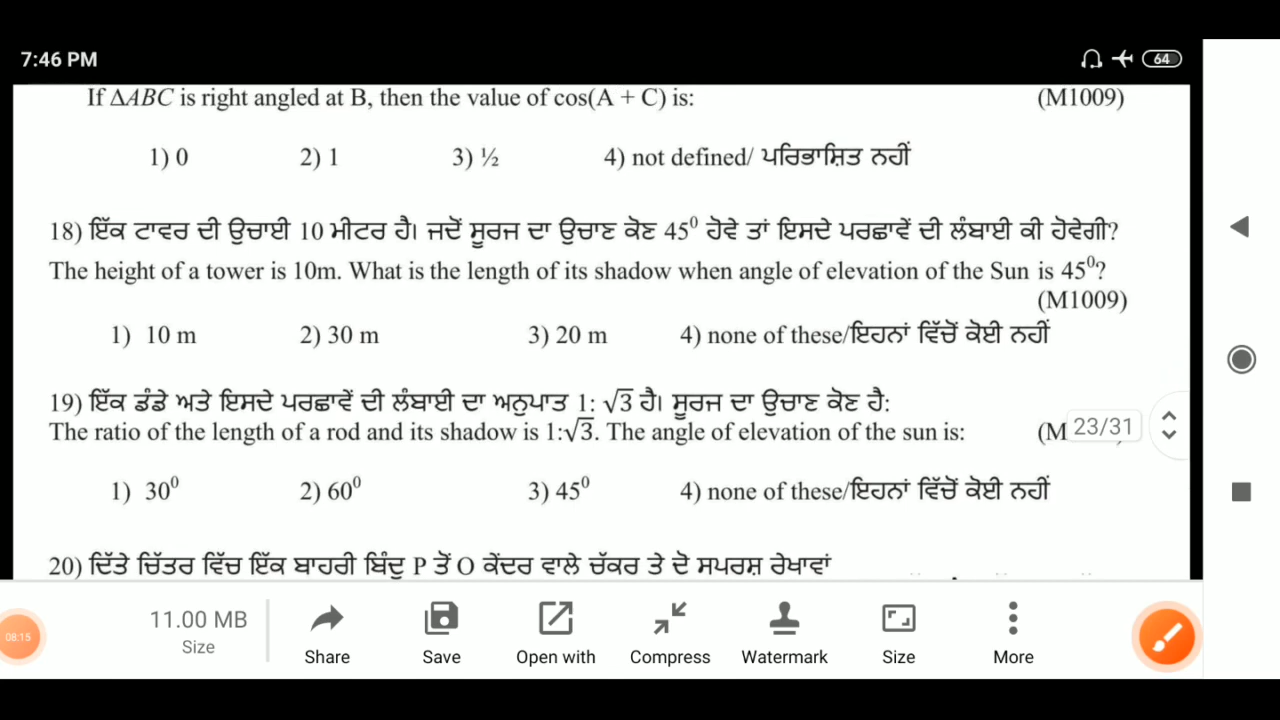 7:46 PM
64
If ΔABC is right angled at B, then the value of cos(A + C) is: (M1009)
1) 0 2) 1 3) ½ 4) not defined/ ਪਰਿਭਾਸ਼ਿਤ ਨਹੀਂ
18) ਇੱਕ ਟਾਵਰ ਦੀ ਉਚਾਈ 10 ਮੀਟਰ ਹੈ। ਜਦੋਂ ਸੂਰਜ ਦਾ ਉਚਾਣ ਕੋਣ 45⁰ ਹੋਵੇ ਤਾਂ ਇਸਦੇ ਪਰਛਾਵੇਂ ਦੀ ਲੰਬਾਈ ਕੀ ਹੋਵੇਗੀ?
The height of a tower is 10m. What is the length of its shadow when angle of elevation of the Sun is 45⁰?
(M1009)
1) 10 m 2) 30 m 3) 20 m 4) none of these/ਇਹਨਾਂ ਵਿੱਚੋਂ ਕੋਈ ਨਹੀਂ
19) ਇੱਕ ਡੰਡੇ ਅਤੇ ਇਸਦੇ ਪਰਛਾਵੇਂ ਦੀ ਲੰਬਾਈ ਦਾ ਅਨੁਪਾਤ 1: √3 ਹੈ। ਸੂਰਜ ਦਾ ਉਚਾਣ ਕੋਣ ਹੈ:
The ratio of the length of a rod and its shadow is 1:√3. The angle of elevation of the sun is: (M
23/31
1) 30⁰ 2) 60⁰ 3) 45⁰ 4) none of these/ਇਹਨਾਂ ਵਿੱਚੋਂ ਕੋਈ ਨਹੀਂ
20) ਦਿੱਤੇ ਚਿੱਤਰ ਵਿੱਚ ਇੱਕ ਬਾਹਰੀ ਬਿੰਦੂ P ਤੋਂ O ਕੇਂਦਰ ਵਾਲੇ ਚੱਕਰ ਤੇ ਦੋ ਸਪਰਸ਼ ਰੇਖਾਵਾਂ
08:15
11.00 MB
Size
Share
Save
Open with
Compress
Watermark
Size
More